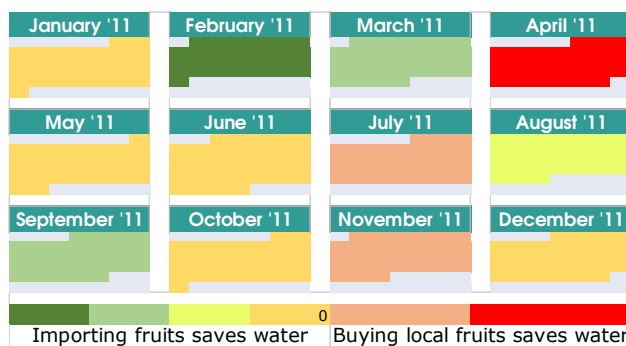 January '11 February '11 March '11 April '11
May '11 June '11 July '11 August '11
September '11 October '11 November '11 December '11
0
Importing fruits saves water Buying local fruits saves water